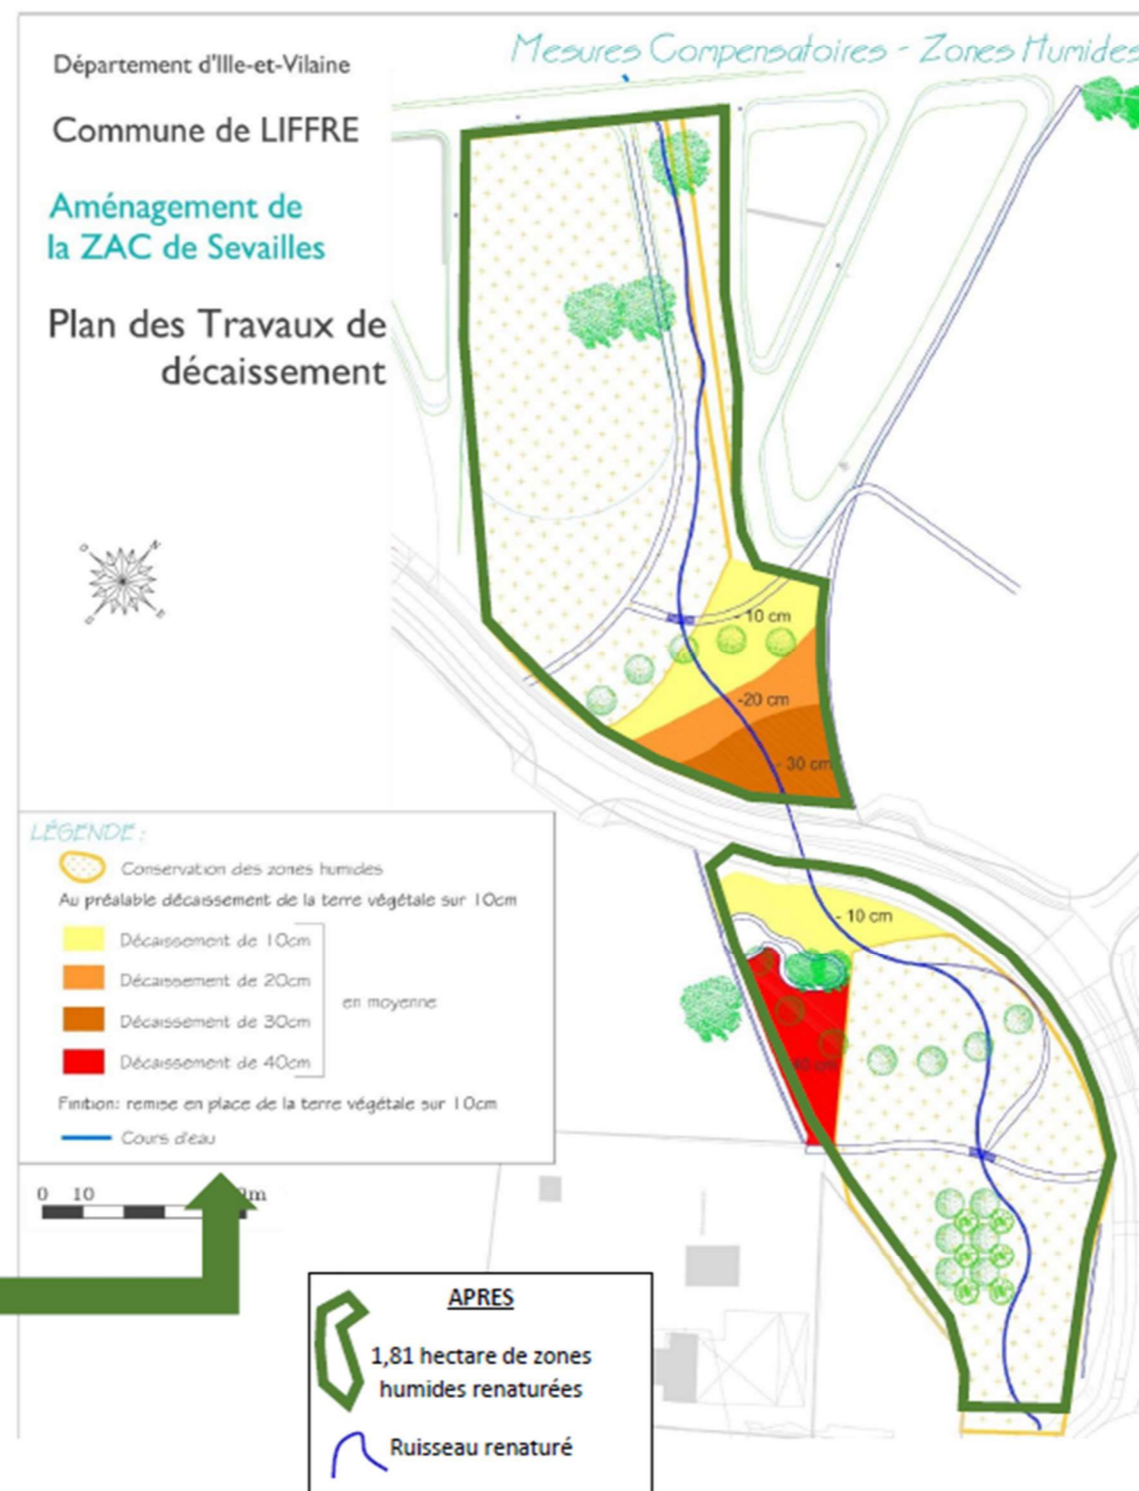 Mesures Compensatoires - Zones Humides
Département d'Ille-et-Vilaine
Commune de LIFFRE
Aménagement de
la ZAC de Sevailles
Plan des Travaux de
décaissement
- 10 cm
-20 cm
- 30 cm
- 10 cm
LÉGENDE :
Conservation des zones humides
Au préalable décaissement de la terre végétale sur 10cm
Décaissement de 10cm
Décaissement de 20cm
Décaissement de 30cm
Décaissement de 40cm
en moyenne
Finition: remise en place de la terre végétale sur 10cm
Cours d'eau
0 10
APRES
1,81 hectare de zones
humides renaturées
Ruisseau renaturé